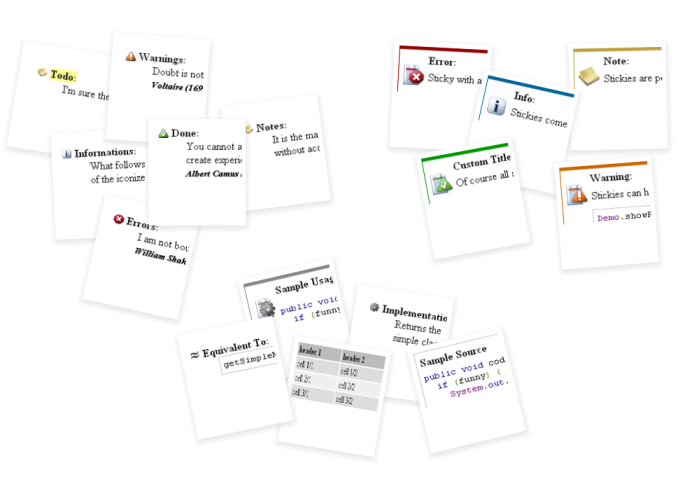 Todo:
I'm sure the
Warnings:
Doubt is not
Voltaire (169
Informations:
What follows
of the iconize
Done:
You cannot a
create experi
Albert Camus
Notes:
It is the ma
without acc
Errors:
I am not bou
William Shak
Error:
Sticky with a
Info:
Stickies come
Note:
Stickies are p
Custom Title
Of course all
Warning:
Stickies can h
Demo.showF
Sample Usag
public void
if (funny
Implementatio
Returns the
simple cla
≈ Equivalent To:
getSimpleN
header 1 header 2
cell 1/1 cell 1/2
cell 2/1 cell 2/2
cell 3/1 cell 3/2
Sample Source
public void cod
if (funny) {
System.out.